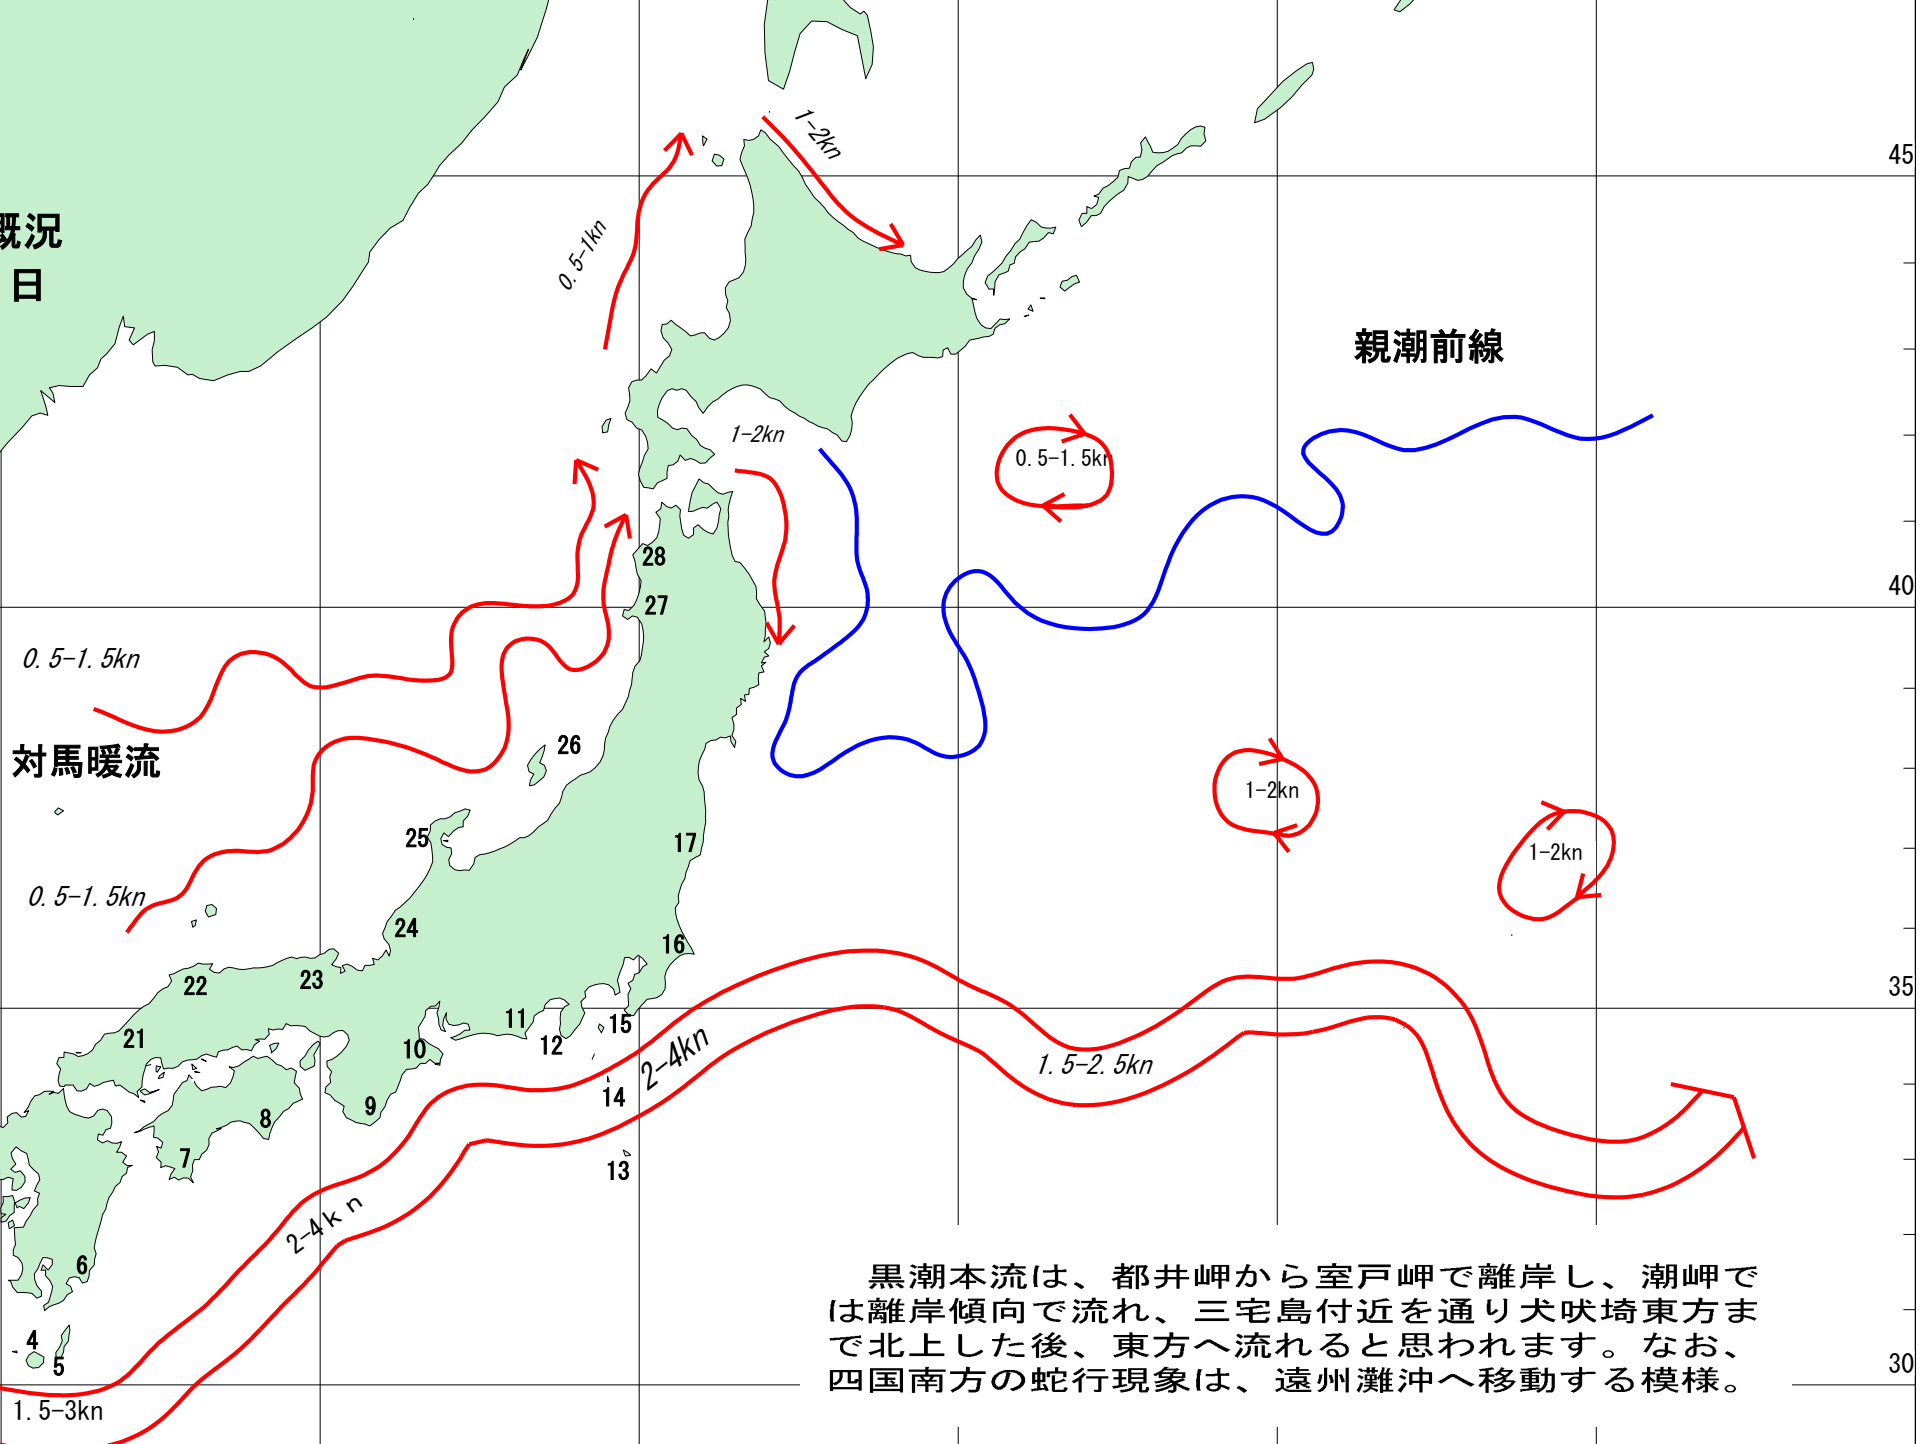 1-2kn
45
0.5-1kn
概況
日
親潮前線
1-2kn
0.5-1.5kn
28
40
27
0.5-1.5kn
26
対馬暖流
1-2kn
25
17
1-2kn
0.5-1.5kn
24
16
22
23
35
11
15
21
12
10
2-4kn
1.5-2.5kn
14
9
8
7
13
2-4kn
6
黒潮本流は、都井岬から室戸岬で離岸し、潮岬で
は離岸傾向で流れ、三宅島付近を通り犬吠埼東方ま
で北上した後、東方へ流れると思われます。なお、
四国南方の蛇行現象は、遠州灘沖へ移動する模様。
4
5
30
1.5-3kn